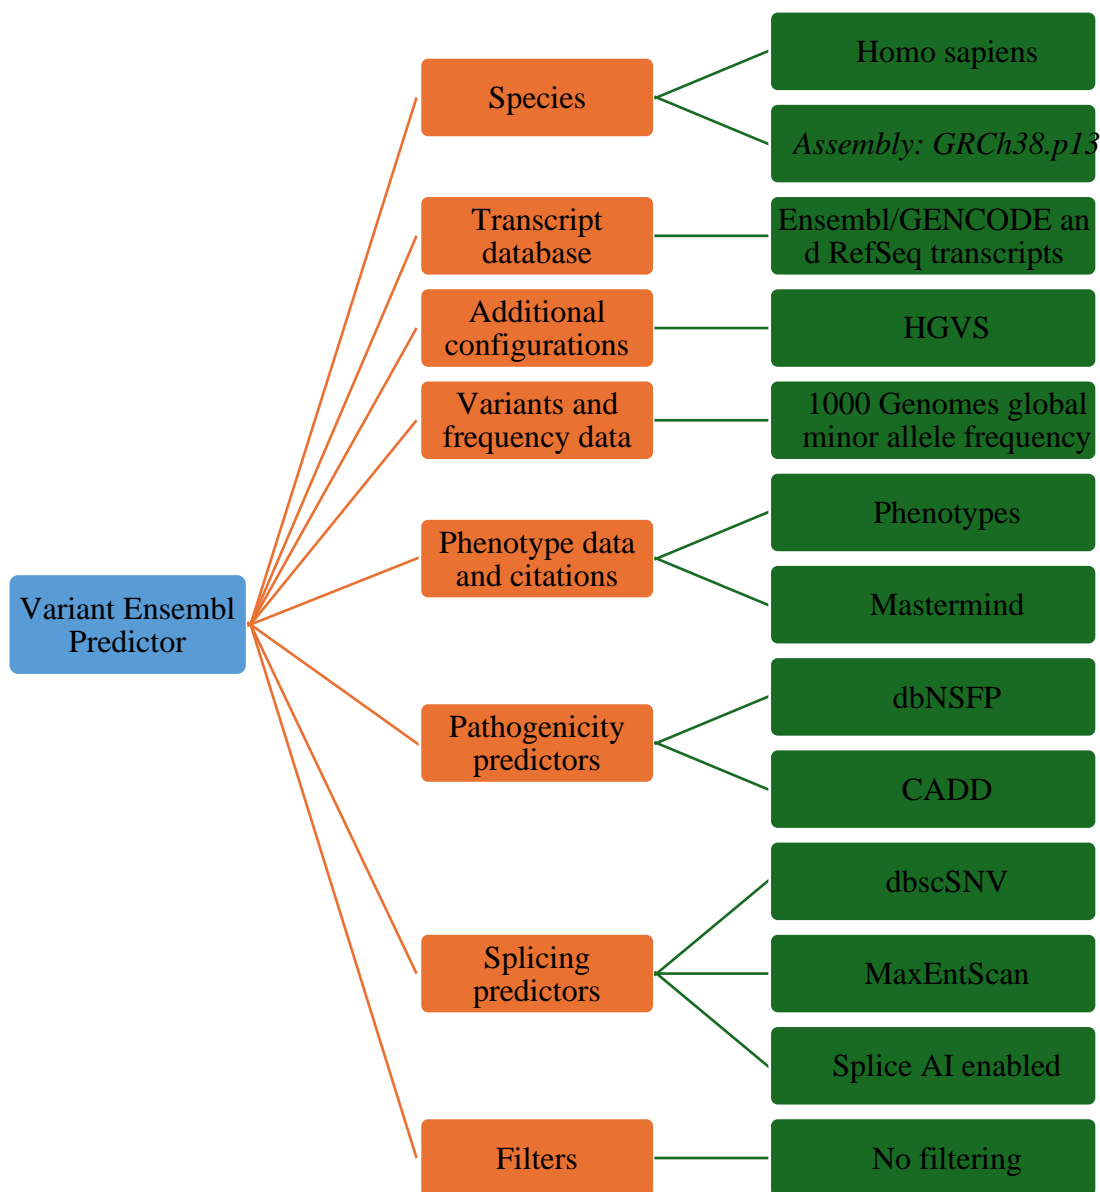 Variant Ensembl
Predictor
Species
Homo sapiens
Assembly: GRCh38.p13
Transcript
database
Ensembl/GENCODE an
d RefSeq transcripts
Additional
configurations
HGVS
Variants and
frequency data
1000 Genomes global
minor allele frequency
Phenotype data
and citations
Phenotypes
Mastermind
Pathogenicity
predictors
dbNSFP
CADD
Splicing
predictors
dbscSNV
MaxEntScan
Splice AI enabled
Filters
No filtering